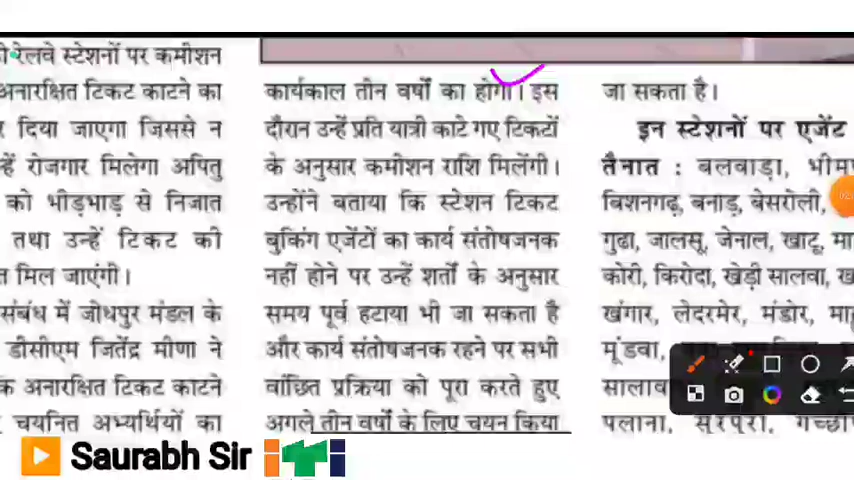 रेलवे स्टेशनों पर कमीशन
अनारक्षित टिकट काटने का
दिया जाएगा जिससे न
न्हें रोजगार मिलेगा अपितु
को भीड़भाड़ से निजात
तथा उन्हें टिकट की
मिल जाएंगी।
संबंध में जोधपुर मंडल के
डीसीएम जितेंद्र मीणा ने
अनारक्षित टिकट काटने
चयनित अभ्यर्थियों का
कार्यकाल तीन वर्षों का होगा। इस
दौरान उन्हें प्रति यात्री काटे गए टिकटों
के अनुसार कमीशन राशि मिलेंगी।
उन्होंने बताया कि स्टेशन टिकट
बुकिंग एजेंटों का कार्य संतोषजनक
नहीं होने पर उन्हें शर्तों के अनुसार
समय पूर्व हटाया भी जा सकता है
और कार्य संतोषजनक रहने पर सभी
वांछित प्रक्रिया को पूरा करते हुए
अगले तीन वर्षों के लिए चयन किया
जा सकता है।
इन स्टेशनों पर एजेंट
तैनात : बलवाड़ा,
बिशनगढ़, बनाड़, बेसरोली,
गुढा, जालसू, जेनाल, खाटू,
कोरी, किरोदा, खेड़ी सालवा,
खंगार, लेदरमेर, मंडोर,
मूंडवा,
पलाना, सूरपुरा,
Saurabh Sir iti